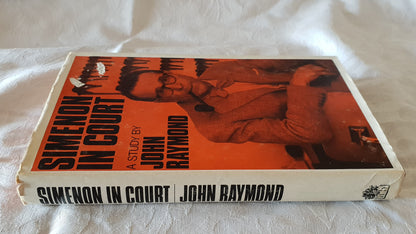 SIMENON
IN COURT
A STUDY BY
JOHN
RAYMOND
SIMENON IN COURT | JOHN RAYMOND